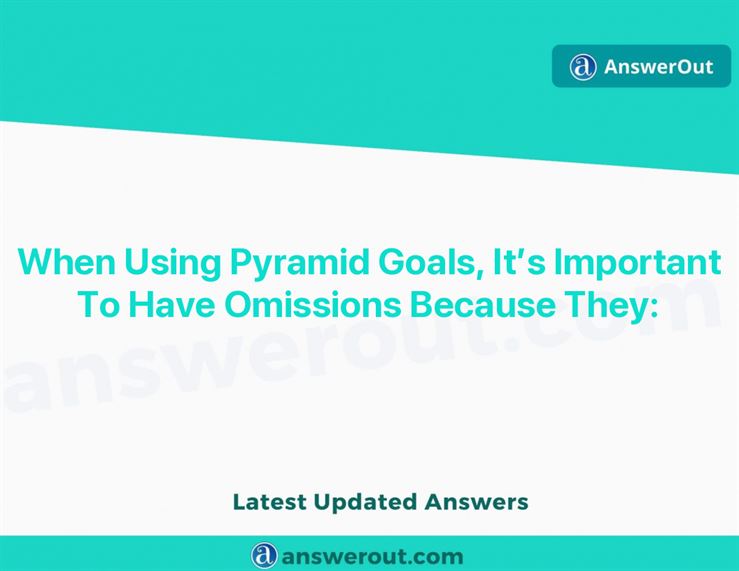 AnswerOut
When Using Pyramid Goals, It’s Important
To Have Omissions Because They:
answerout.com
Latest Updated Answers
answerout.com